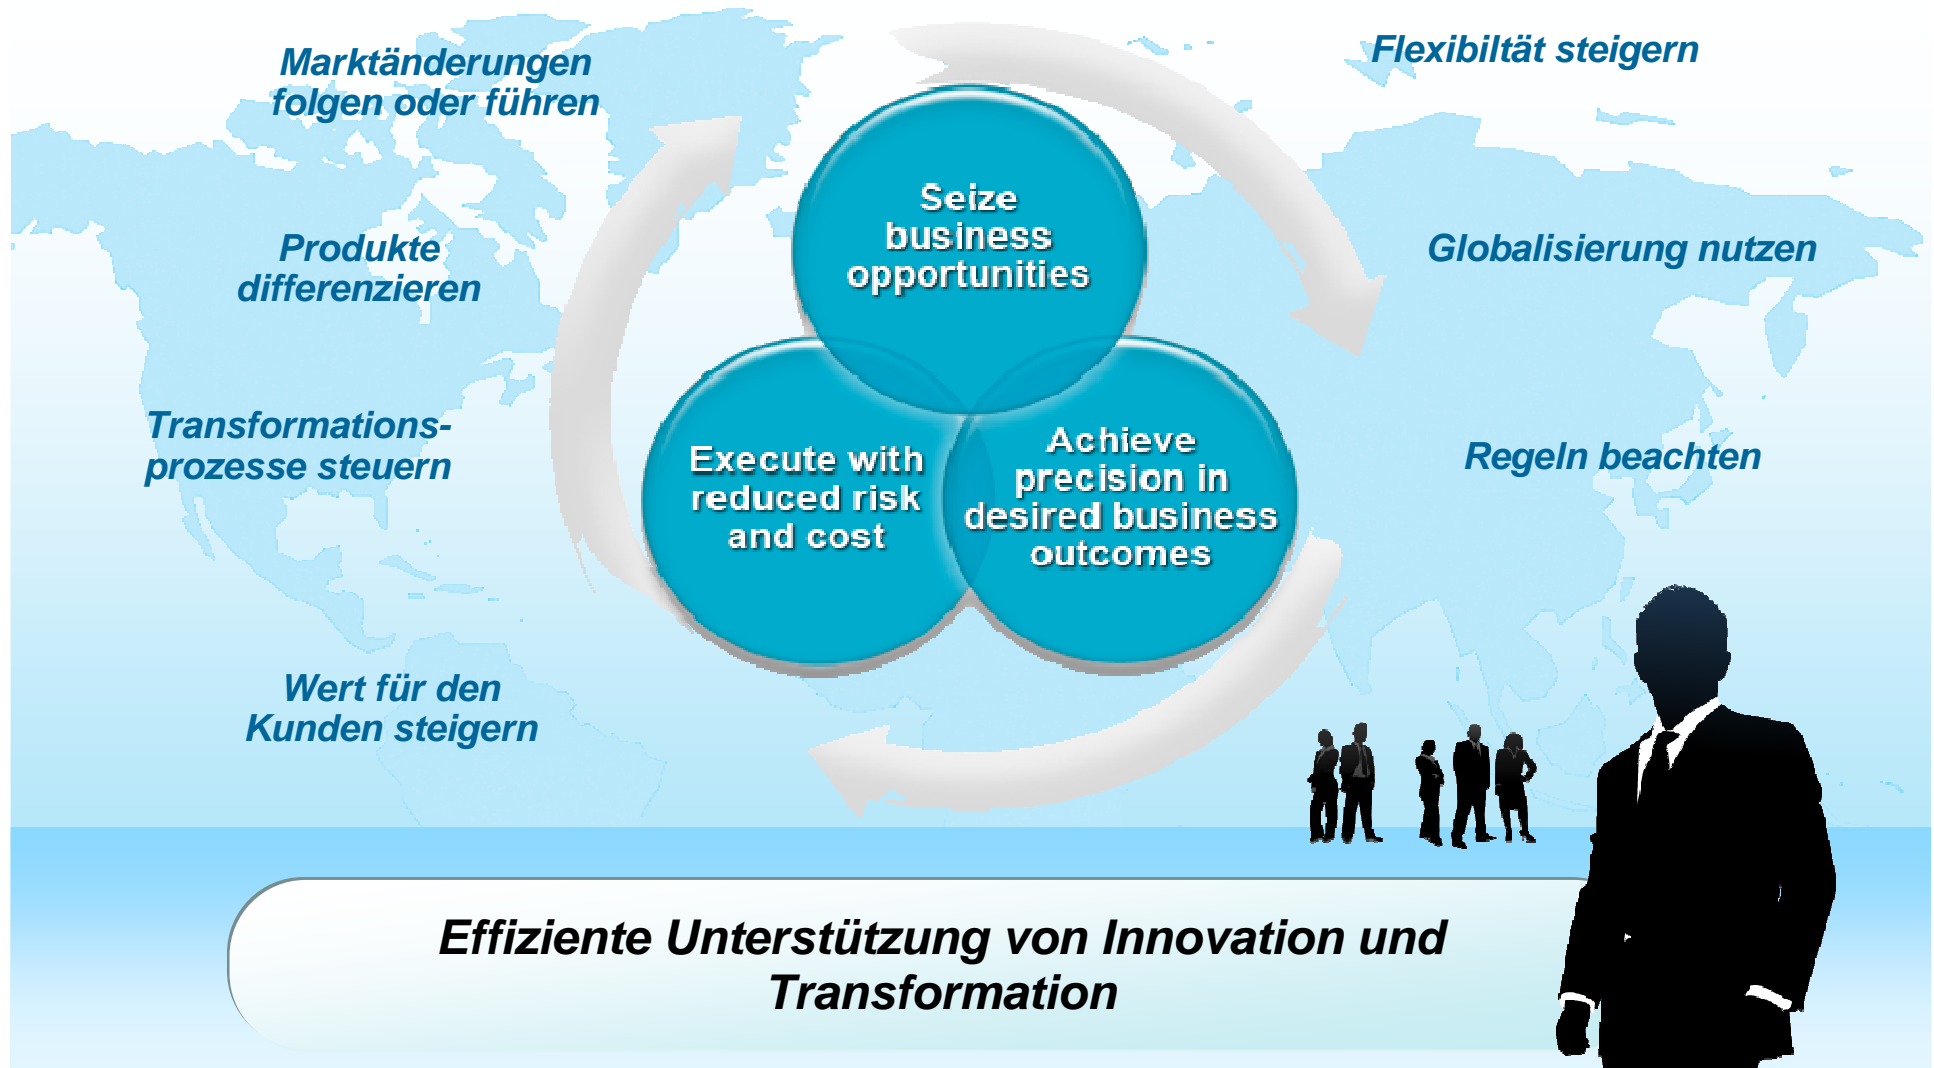 Marktänderungen
folgen oder führen
Produkte
differenzieren
Transformations-
prozesse steuern
Wert für den
Kunden steigern
Seize
business
opportunities
Execute with
reduced risk
and cost
Achieve
precision in
desired business
outcomes
Flexibiltät steigern
Globalisierung nutzen
Regeln beachten
Effiziente Unterstützung von Innovation und
Transformation